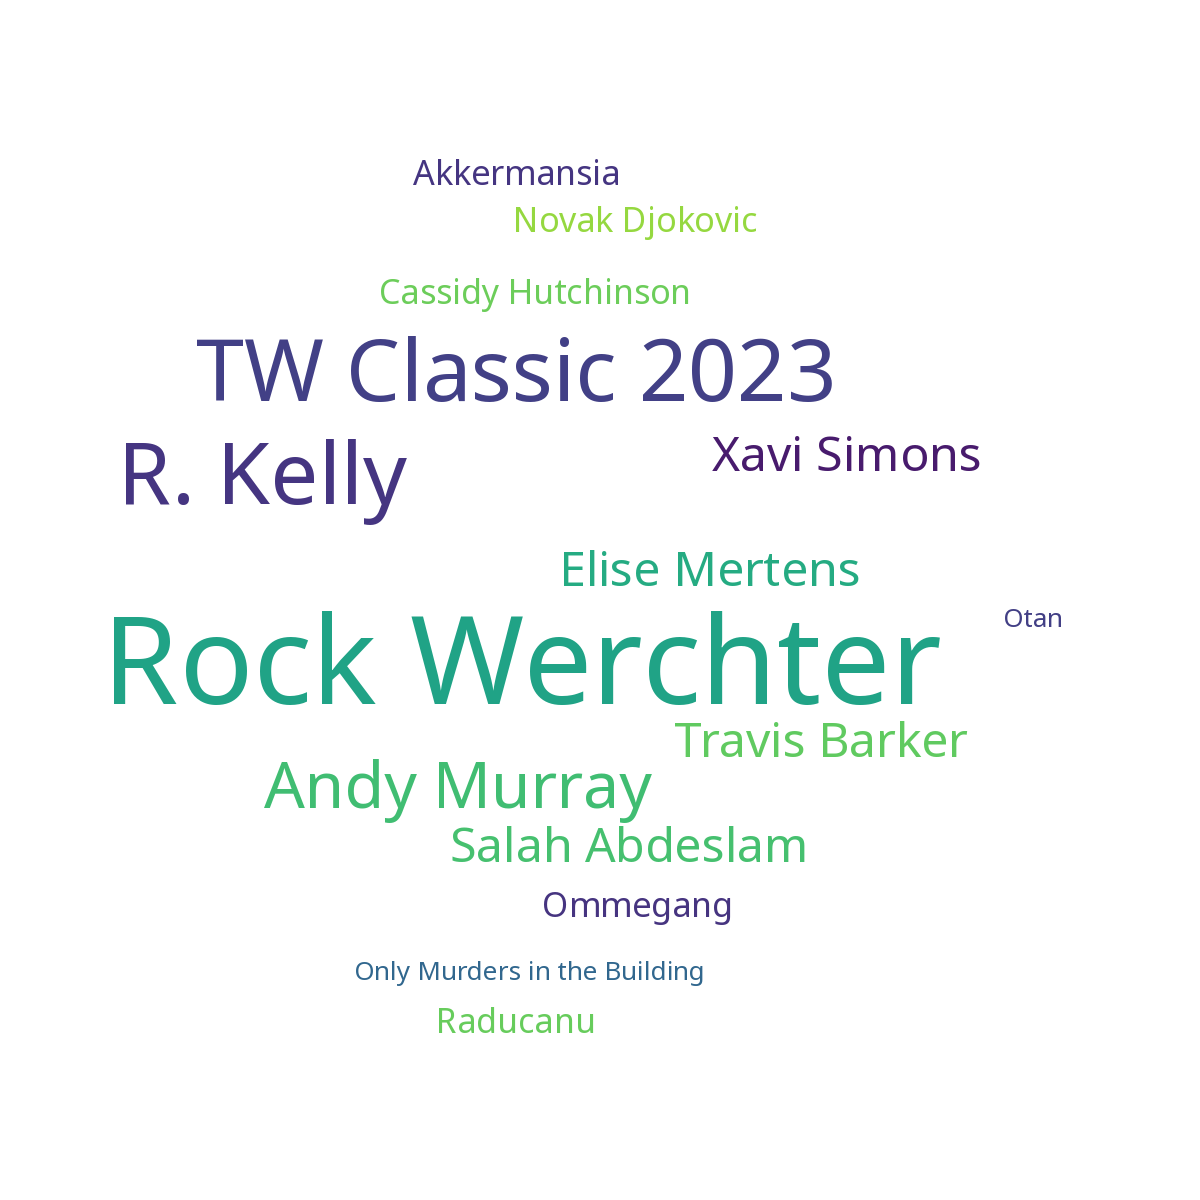 Akkermansia
Novak Djokovic
Cassidy Hutchinson
TW Classic 2023
R. Kelly
Xavi Simons
Elise Mertens
Otan
Rock Werchter
Travis Barker
Andy Murray
Salah Abdeslam
Ommegang
Only Murders in the Building
Raducanu